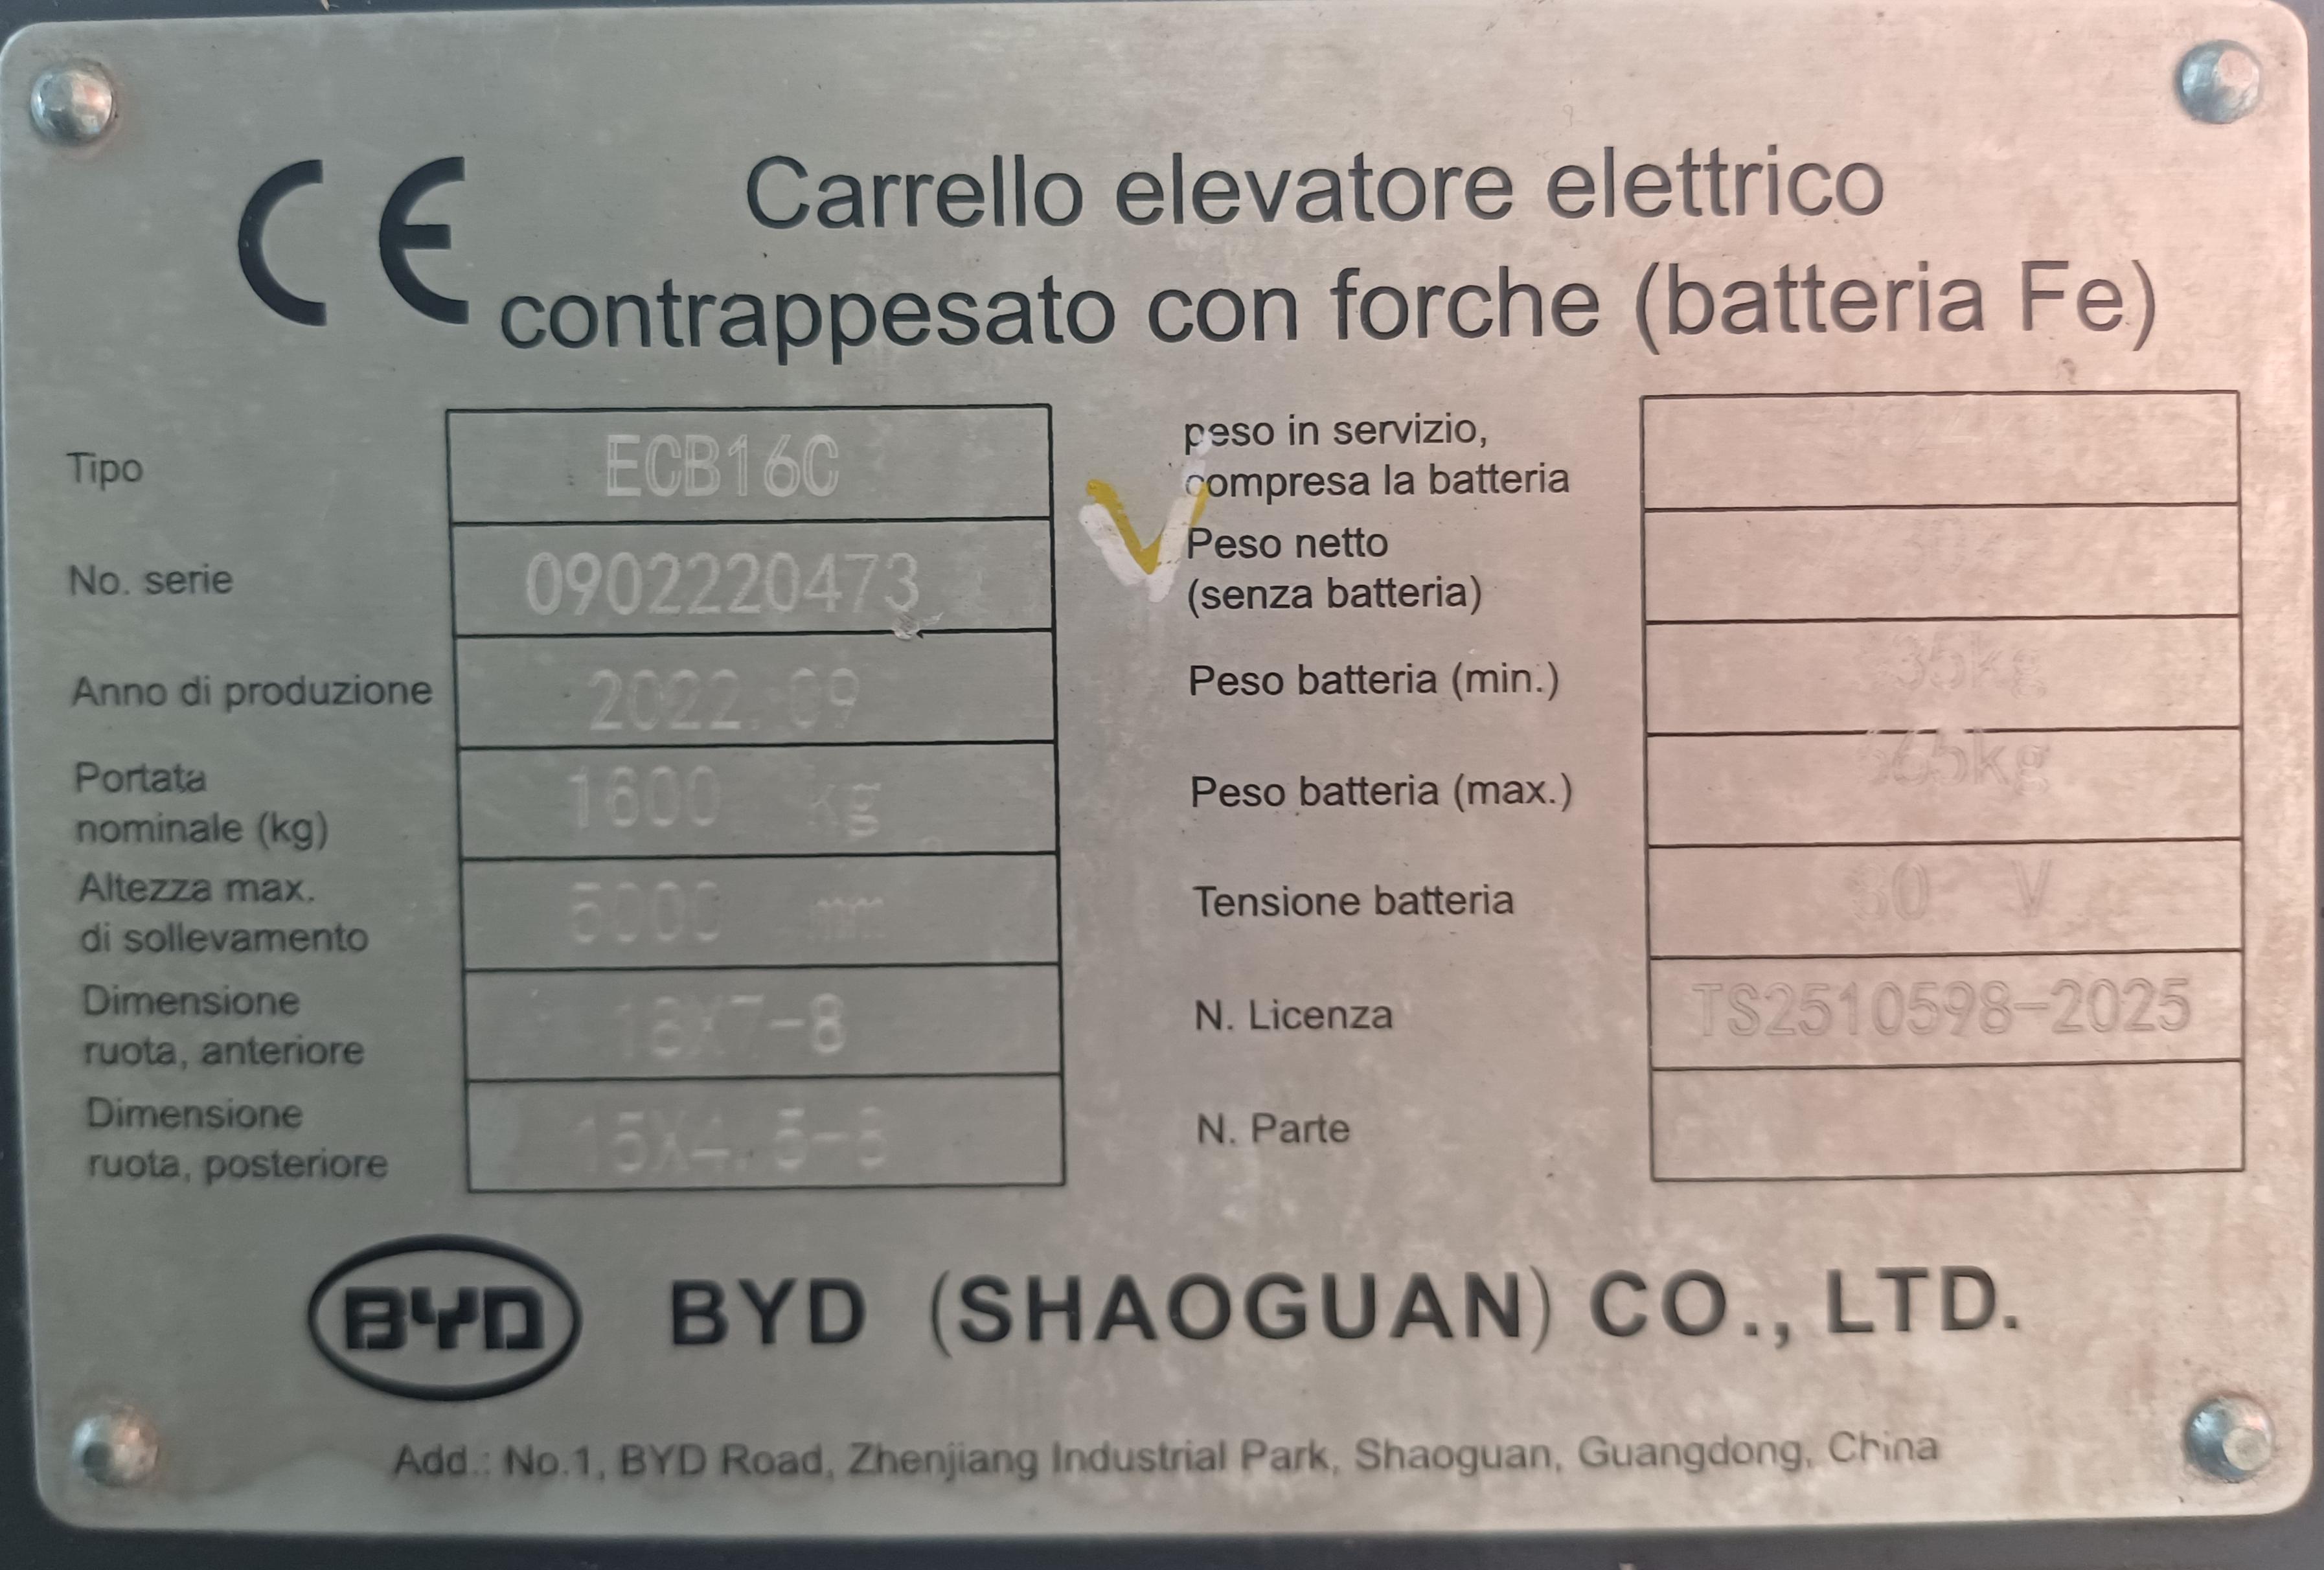 CE
Carrello elevatore elettrico
contrappesato con forche (batteria Fe)
Tipo
ECB16C
No. serie
0902220473
Anno di produzione
2022.09
Portata
nominale (kg)
1600 kg
Altezza max.
di sollevamento
5000 mm
Dimensione
ruota, anteriore
18X7-8
Dimensione
ruota, posteriore
peso in servizio,
compresa la batteria
Peso netto
(senza batteria)
Peso batteria (min.)
Peso batteria (max.)
Tensione batteria
80 V
N. Licenza
TS2510598-2025
N. Parte
BYD
BYD (SHAOGUAN) CO., LTD.
Add.: No.1, BYD Road, Zhenjiang Industrial Park, Shaoguan, Guangdong, China